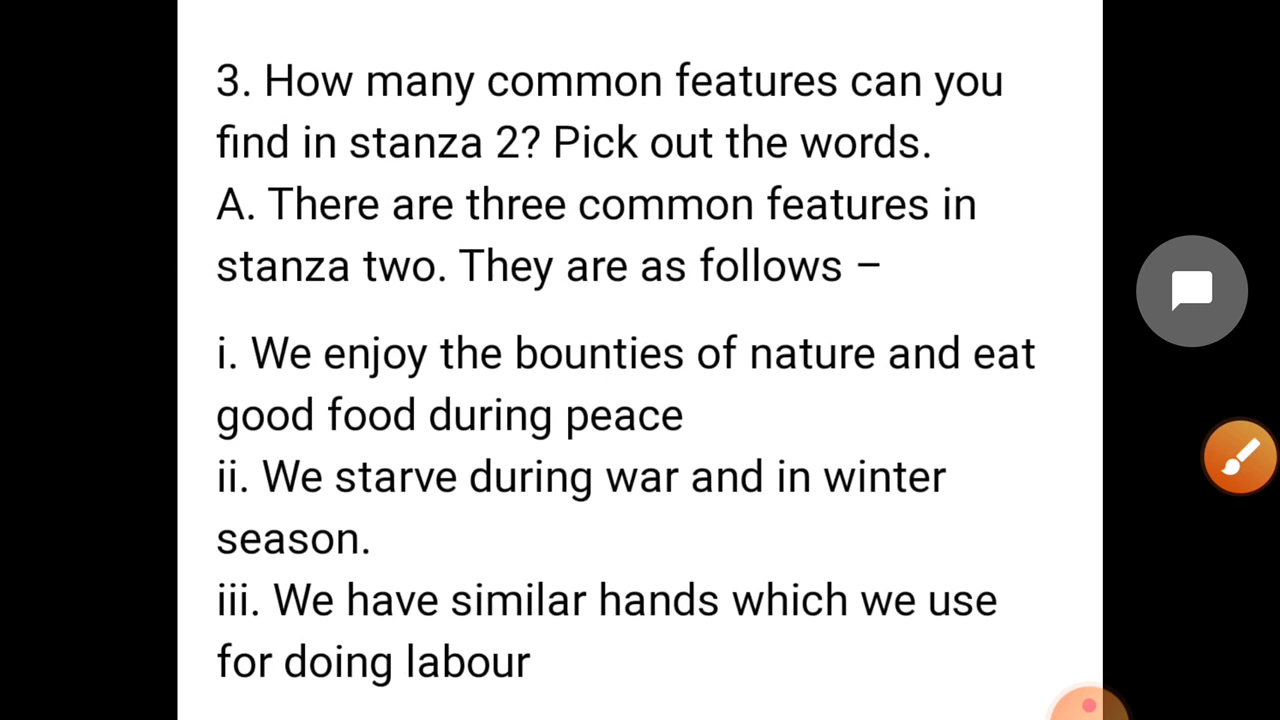 3. How many common features can you
find in stanza 2? Pick out the words.
A. There are three common features in
stanza two. They are as follows –
i. We enjoy the bounties of nature and eat
good food during peace
ii. We starve during war and in winter
season.
iii. We have similar hands which we use
for doing labour